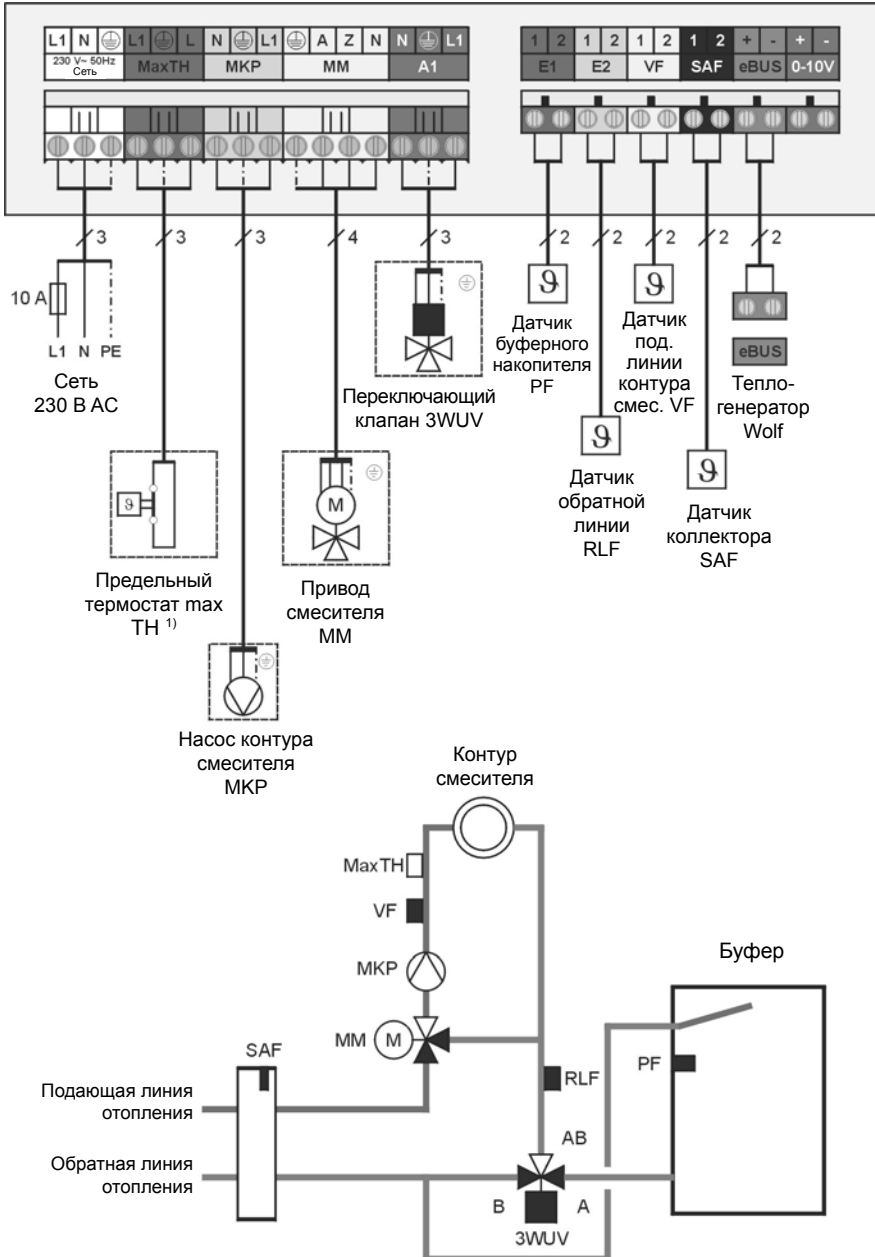 L1 N L1 L N L1 A Z N N L1
230 V~ 50Hz
Сеть
MaxTH MKP MM A1
1 2 1 2 1 2 1 2 + - + -
E1 E2 VF SAF eBUS 0-10V
3 3 3 4 3 2 2 2 2 2
10 A
L1 N PE
Сеть
230 В AC
Переключающий
клапан 3WUV
ϑ
Датчик
буферного
накопителя
PF
ϑ
Датчик
под.
линии
контура
смес. VF
eBUS
Тепло-
генератор
Wolf
ϑ
Датчик
обратной
линии
RLF
ϑ
Датчик
коллектора
SAF
ϑ
Предельный
термостат max
TH 1)
M
Привод
смесителя
MM
Насос контура
смесителя
MKP
Контур
смесителя
MaxTH
VF
MKP
MM M
SAF
RLF
Буфер
PF
Подающая линия
отопления
Обратная линия
отопления
AB
B A
3WUV